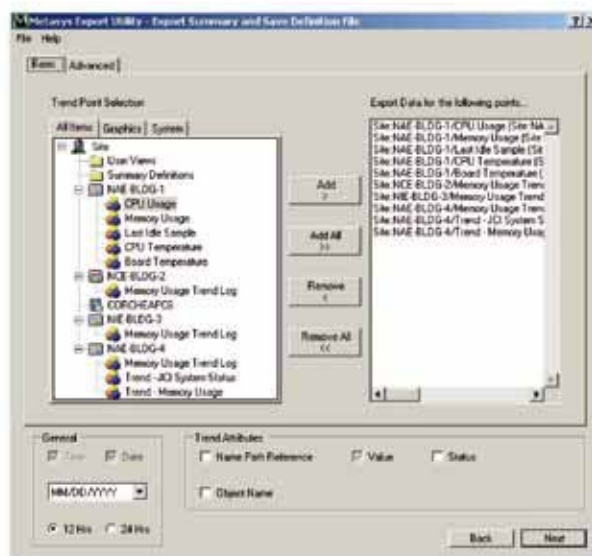 Metasys Export Utility - Export Summary and Save Definition File
File Help
Basic Advanced
Trend Point Selection
All Items Graphics System
Site
User Views
Summary Definitions
NAE-BLDG-1
CPU Usage
Memory Usage
Last Idle Sample
CPU Temperature
Board Temperature
NCE-BLDG-2
Memory Usage Trend Log
NIE-BLDG-3
Memory Usage Trend Log
NAE-BLDG-4
Memory Usage Trend Log
Trend - JCI System Status
Trend - Memory Usage
Add
>
Add All
>>
Remove
<
Remove All
<<
Export Data for the following points...
Site:NAE-BLDG-1/CPU Usage (Site:NA
Site:NAE-BLDG-1/Memory Usage (Site
Site:NAE-BLDG-1/Last Idle Sample (Sit
Site:NAE-BLDG-1/CPU Temperature (S
Site:NAE-BLDG-1/Board Temperature (
Site:NCE-BLDG-2/Memory Usage Trend
Site:NIE-BLDG-3/Memory Usage Trend
Site:NAE-BLDG-4/Memory Usage Trenc
Site:NAE-BLDG-4/Trend - JCI System S
Site:NAE-BLDG-4/Trend - Memory Usag
General
Time Date
MM/DD/YYYY
12 Hrs 24 Hrs
Trend Attributes
Name Path Reference Value Status
Object Name
Back Next